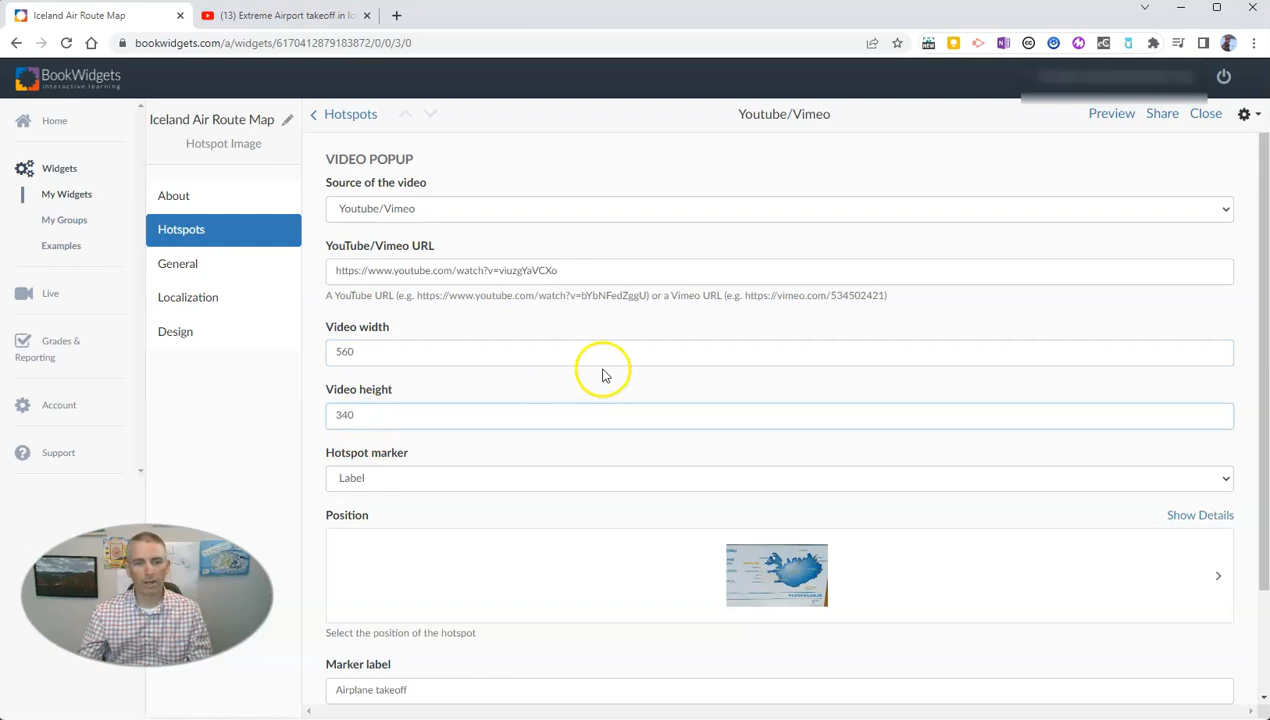 Iceland Air Route Map
(13) Extreme Airport takeoff in Ice
bookwidgets.com/a/widgets/6170412879183872/0/0/3/0
BookWidgets
interactive learning
Home
Widgets
My Widgets
My Groups
Examples
Live
Grades &
Reporting
Account
Support
Iceland Air Route Map
Hotspot Image
About
Hotspots
General
Localization
Design
Hotspots
Youtube/Vimeo
Preview
Share
Close
VIDEO POPUP
Source of the video
Youtube/Vimeo
YouTube/Vimeo URL
https://www.youtube.com/watch?v=viuzgYaVCXo
A YouTube URL (e.g. https://www.youtube.com/watch?v=bYbNFedZggU) or a Vimeo URL (e.g. https://vimeo.com/534502421)
Video width
560
Video height
340
Hotspot marker
Label
Position
Show Details
Select the position of the hotspot
Marker label
Airplane takeoff